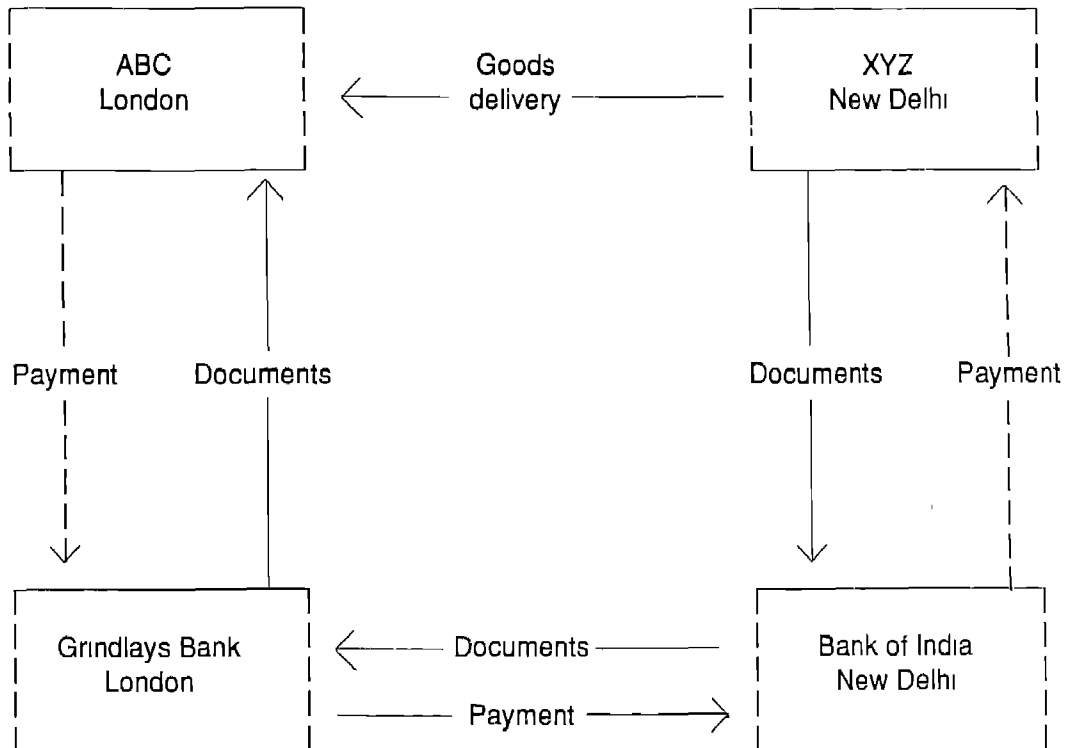 ABC
London
Goods
delivery
XYZ
New Delhi
Payment
Documents
Documents
Payment
Grindlays Bank
London
Documents
Payment
Bank of India
New Delhi